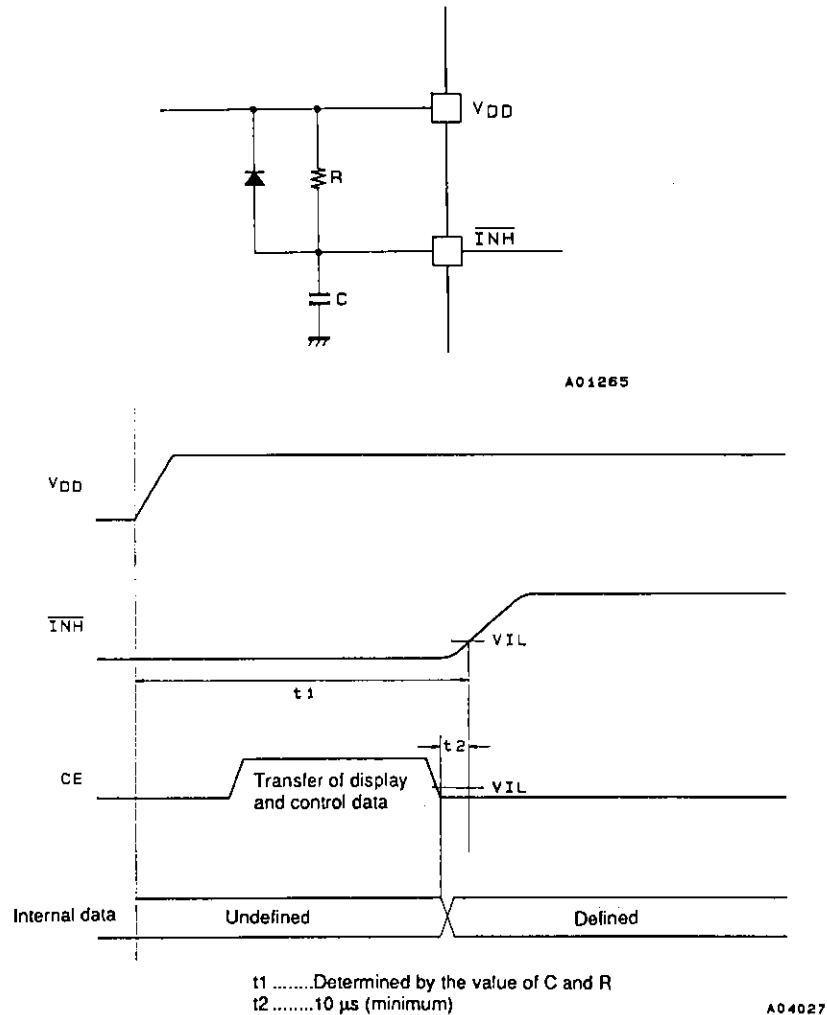 VDD
R
INH
C
A01265
VDD
INH
VIL
t1
t2
CE
Transfer of display
and control data
VIL
Internal data
Undefined
Defined
t1 ........Determined by the value of C and R
t2 ........10 µs (minimum)
A04027